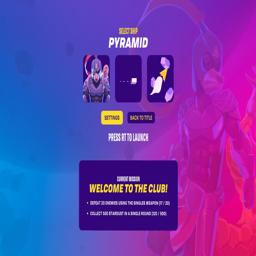 SELECT SHIP
PYRAMID
SETTINGS
BACK TO TITLE
PRESS RT TO LAUNCH
CURRENT MISSION
WELCOME TO THE CLUB!
• DEFEAT 20 ENEMIES USING THE SINGLES WEAPON (17 / 20)
• COLLECT 500 STARDUST IN A SINGLE ROUND (320 / 500)